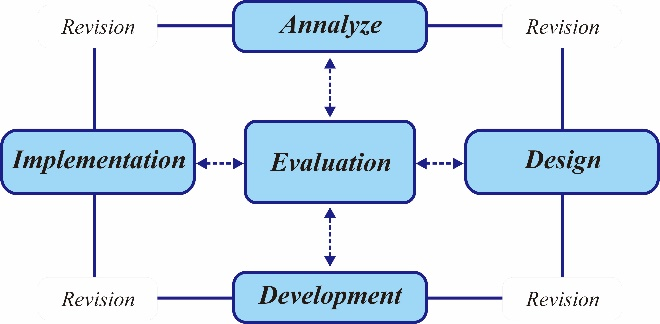 Revision
Annalyze
Revision
Implementation
Evaluation
Design
Revision
Development
Revision